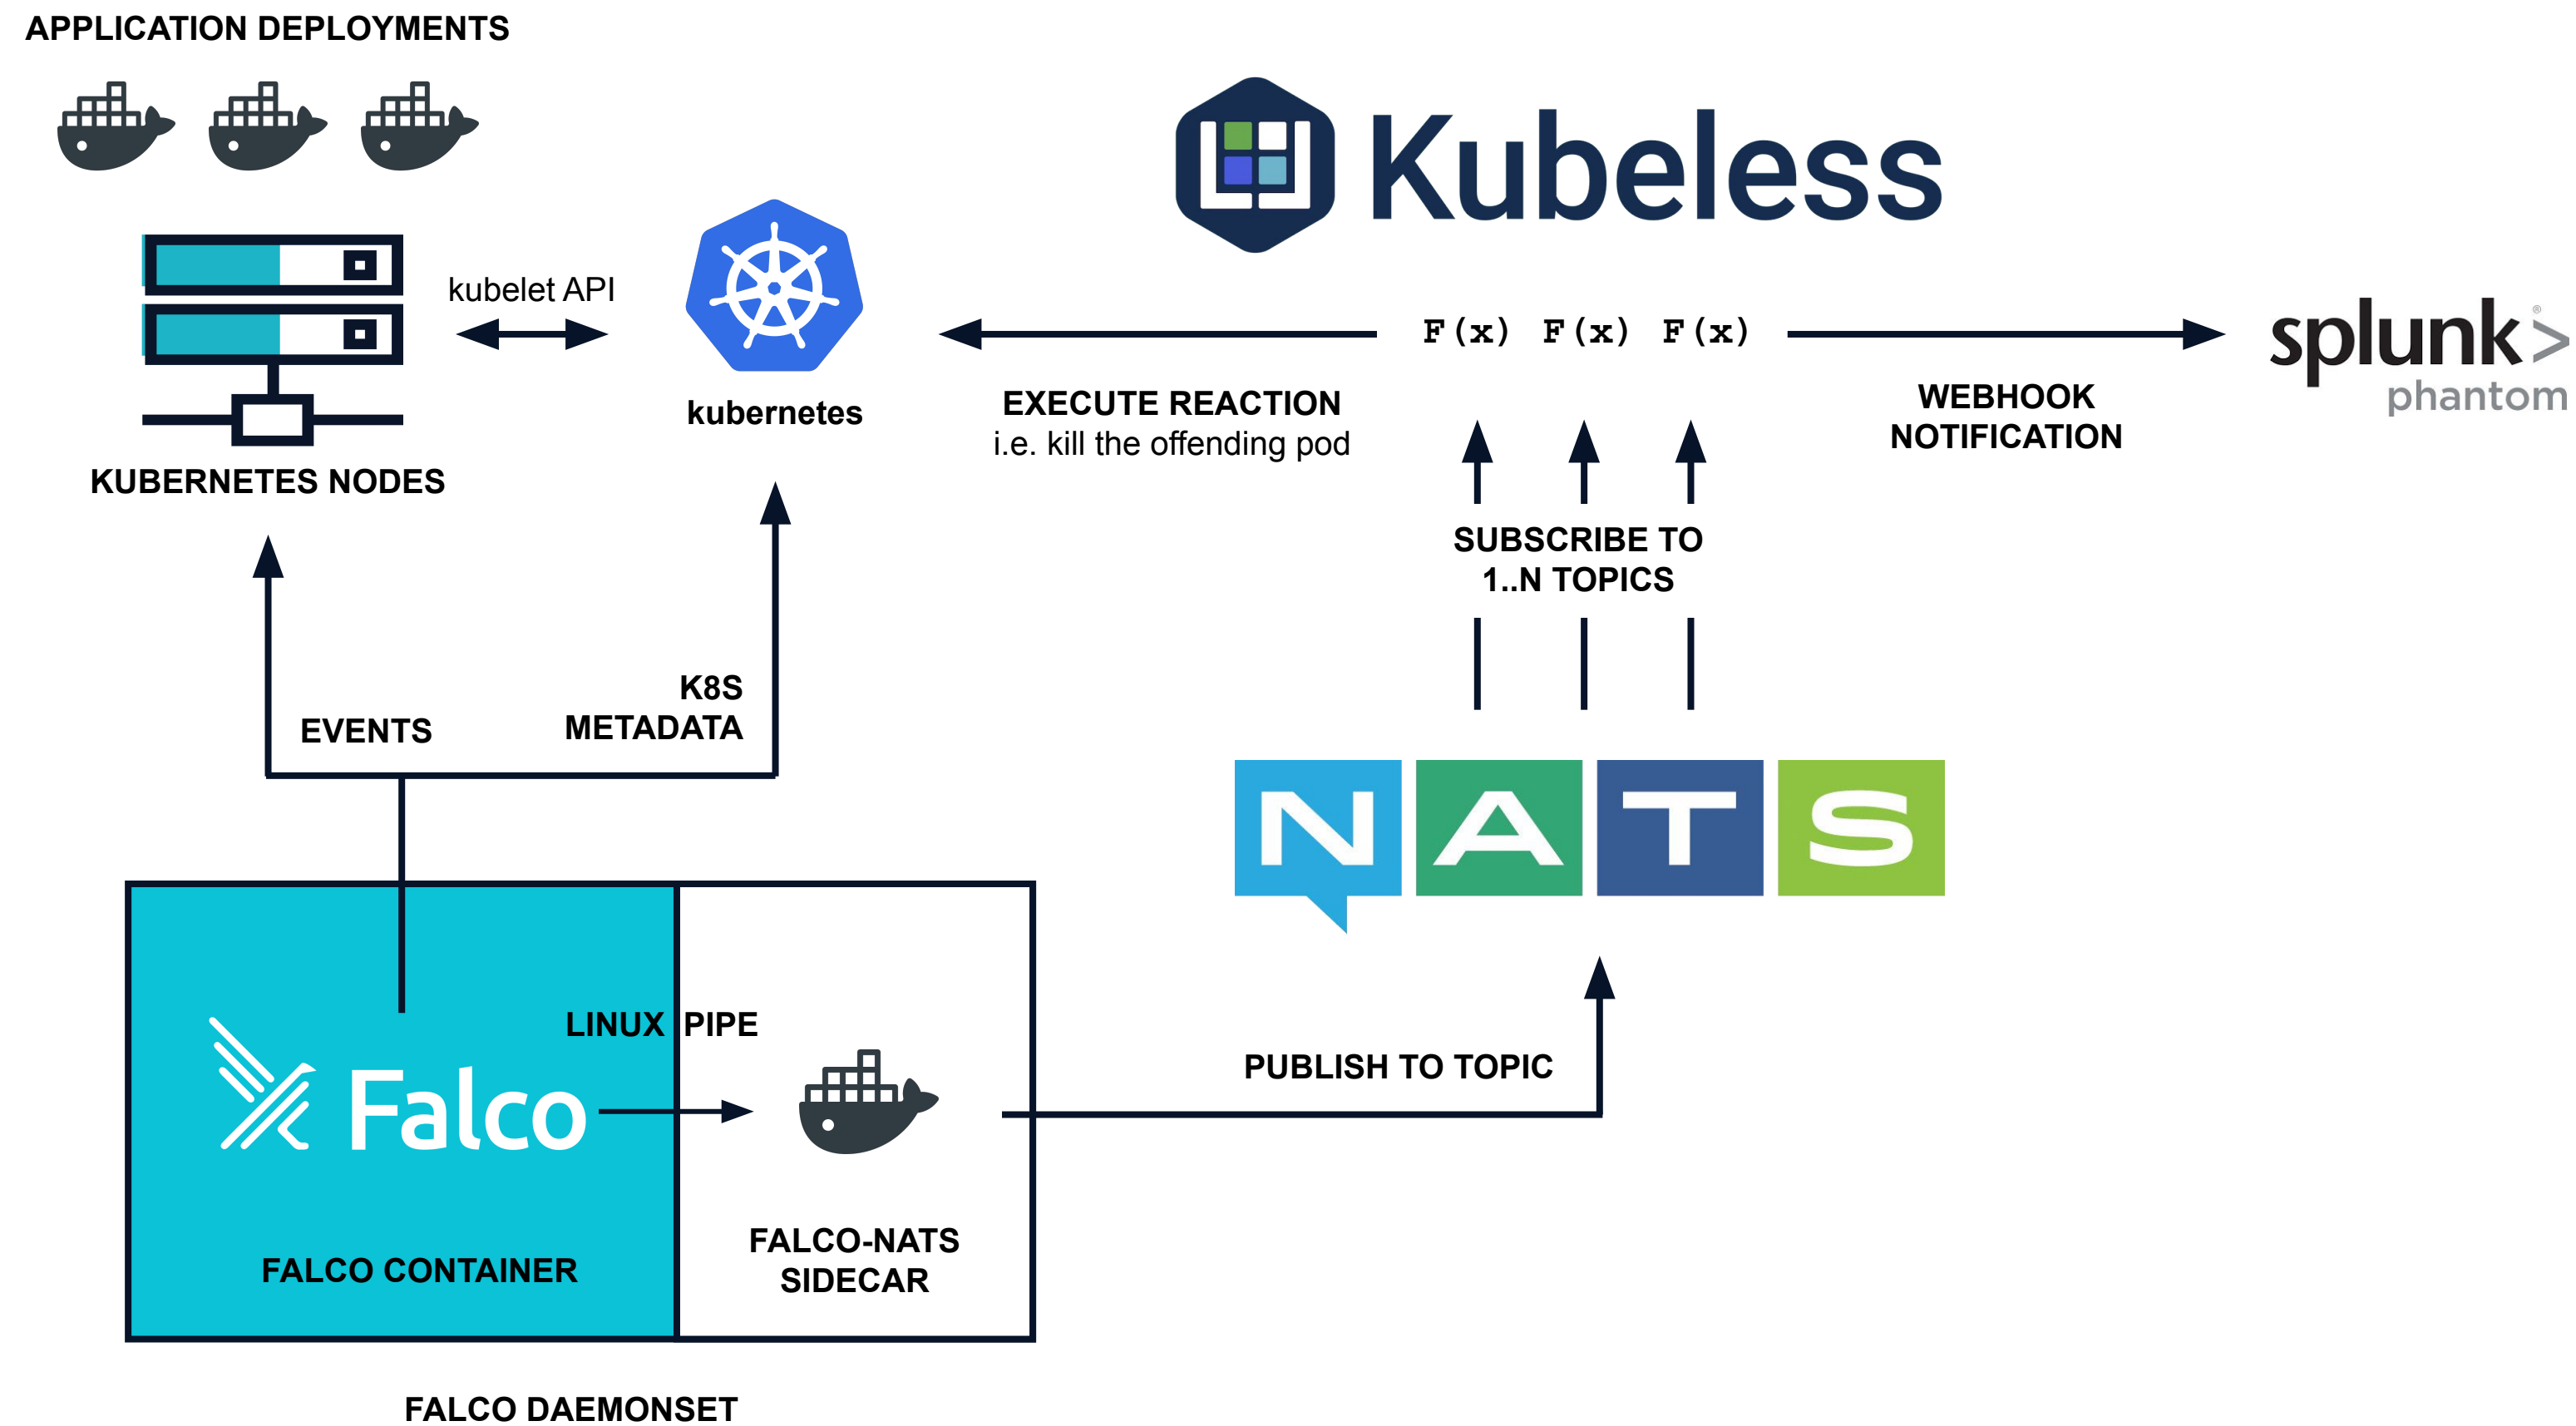 APPLICATION DEPLOYMENTS
Kubeless
kubelet API
F(x) F(x) F(x)
splunk>®
phantom
kubernetes
EXECUTE REACTION
i.e. kill the offending pod
WEBHOOK
NOTIFICATION
KUBERNETES NODES
SUBSCRIBE TO
1..N TOPICS
K8S
METADATA
EVENTS
NATS
LINUX PIPE
Falco
PUBLISH TO TOPIC
FALCO CONTAINER
FALCO-NATS
SIDECAR
FALCO DAEMONSET